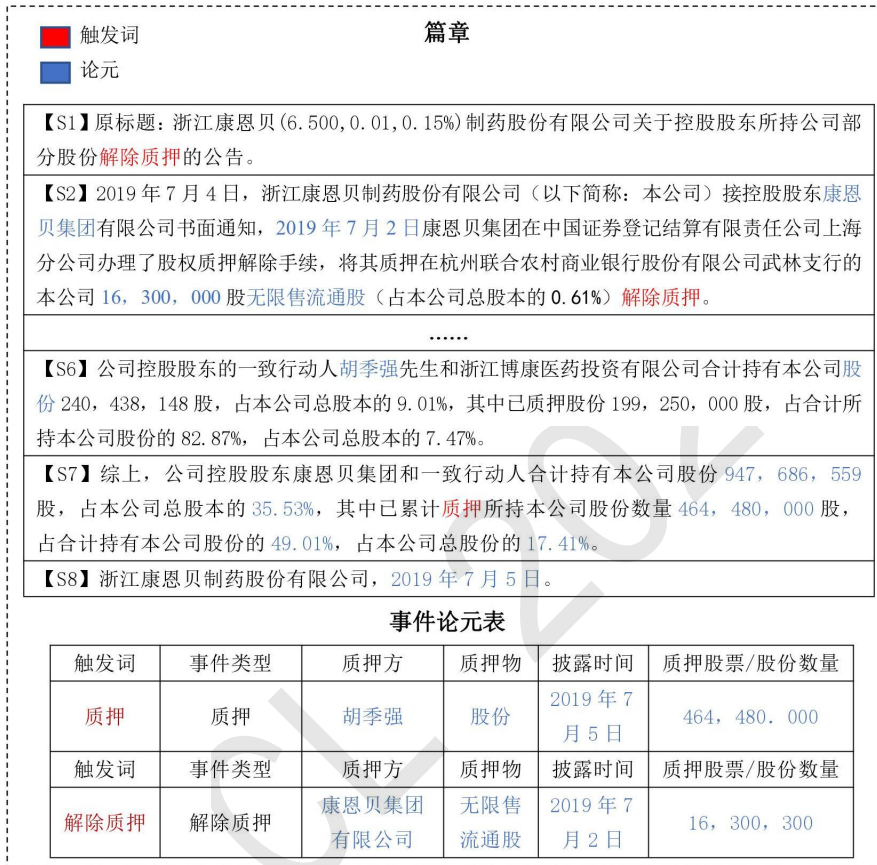 篇章
触发词
论元
【S1】原标题：浙江康恩贝(6.500,0.01,0.15%)制药股份有限公司关于控股股东所持公司部
分股份解除质押的公告。
【S2】2019年7月4日，浙江康恩贝制药股份有限公司（以下简称：本公司）接控股股东康恩
贝集团有限公司书面通知，2019年7月2日康恩贝集团在中国证券登记结算有限责任公司上海
分公司办理了股权质押解除手续，将其质押在杭州联合农村商业银行股份有限公司武林支行的
本公司16，300，000股无限售流通股（占本公司总股本的0.61%）解除质押。
......
【S6】公司控股股东的一致行动人胡季强先生和浙江博康医药投资有限公司合计持有本公司股
份240，438，148股，占本公司总股本的9.01%，其中已质押股份199，250，000股，占合计所
持本公司股份的82.87%，占本公司总股本的7.47%。
【S7】综上，公司控股股东康恩贝集团和一致行动人合计持有本公司股份947，686，559
股，占本公司总股本的35.53%，其中已累计质押所持本公司股份数量464，480，000股，
占合计持有本公司股份的49.01%，占本公司总股份的17.41%。
【S8】浙江康恩贝制药股份有限公司，2019年7月5日。
事件论元表
触发词 事件类型 质押方 质押物 披露时间 质押股票/股份数量
质押 质押 胡季强 股份 2019年7 464，480．000
月5日
触发词 事件类型 质押方 质押物 披露时间 质押股票/股份数量
解除质押 解除质押 康恩贝集团 无限售 2019年7 16，300，300
有限公司 流通股 月2日
CL 202